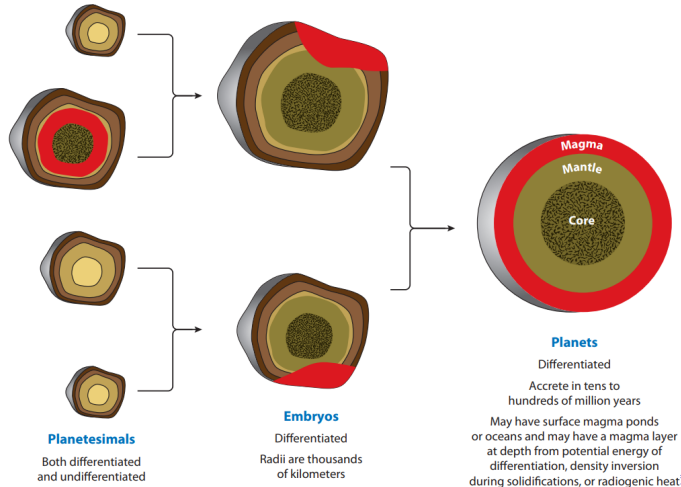 Magma
Mantle
Core
Planetesimals
Both differentiated
and undifferentiated
Embryos
Differentiated
Radii are thousands
of kilometers
Planets
Differentiated
Accrete in tens to
hundreds of million years
May have surface magma ponds
or oceans and may have a magma layer
at depth from potential energy of
differentiation, density inversion
during solidifications, or radiogenic heat